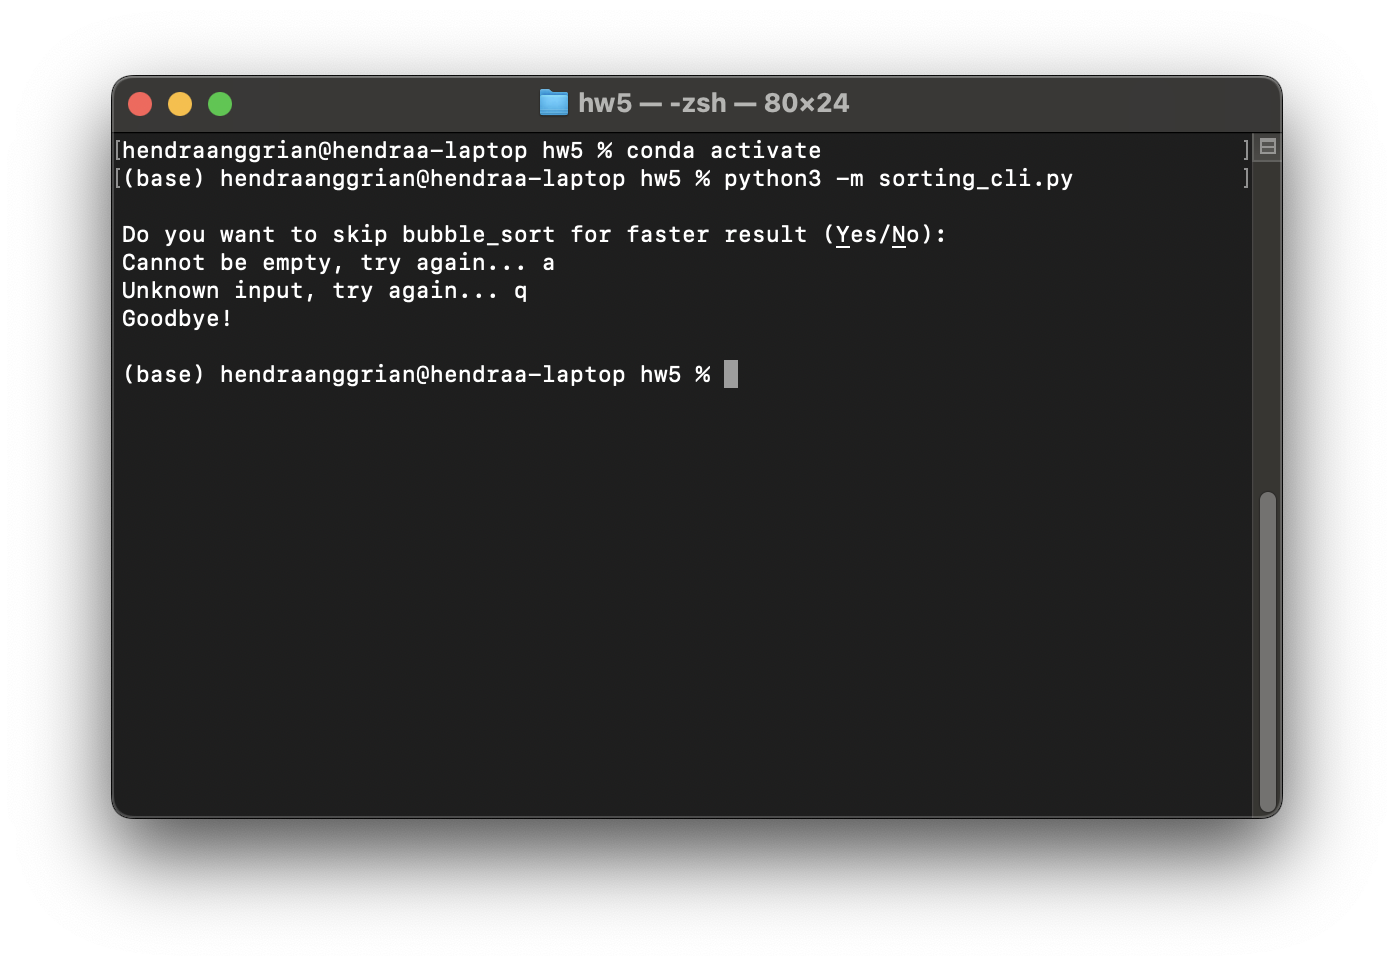 hw5 — -zsh — 80×24
[hendraanggrian@hendraa-laptop hw5 % conda activate ]
[(base) hendraanggrian@hendraa-laptop hw5 % python3 -m sorting_cli.py ]
Do you want to skip bubble_sort for faster result (Yes/No):
Cannot be empty, try again... a
Unknown input, try again... q
Goodbye!
(base) hendraanggrian@hendraa-laptop hw5 %